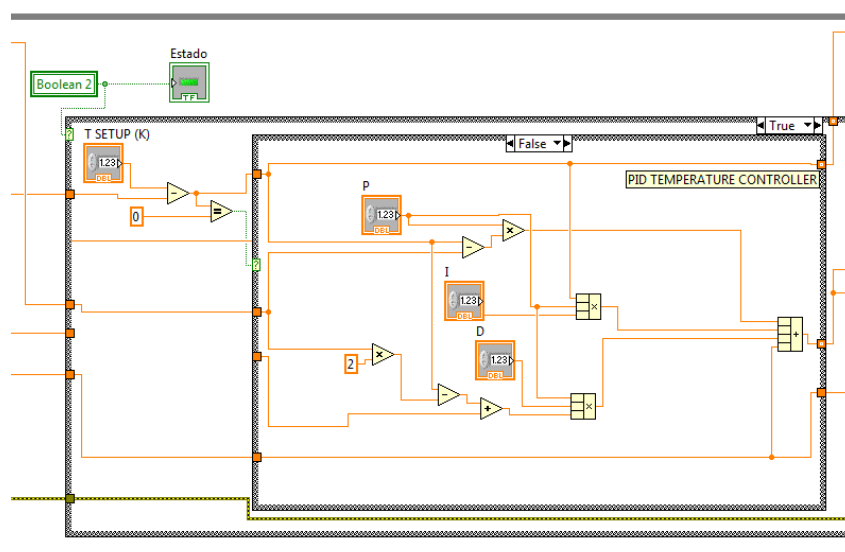 Estado
Boolean 2
TF
True
T SETUP (K)
False
1.23
DBL
PID TEMPERATURE CONTROLLER
P
1.23
DBL
0
I
1.23
DBL
D
1.23
DBL
2